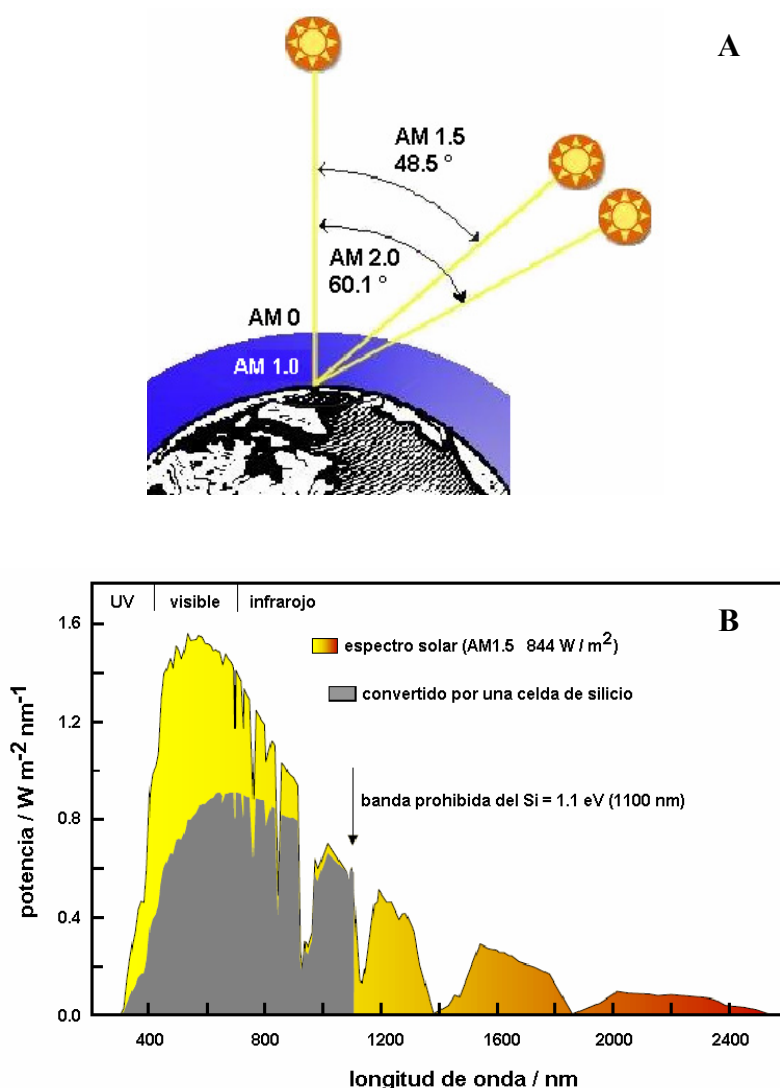 A
AM 1.5
48.5 °
AM 2.0
60.1 °
AM 0
AM 1.0
B
UV visible infrarojo
espectro solar (AM1.5 844 W / m²)
convertido por una celda de silicio
banda prohibida del Si = 1.1 eV (1100 nm)
potencia / W m⁻² nm⁻¹
1.6
1.2
0.8
0.4
0.0
400 800 1200 1600 2000 2400
longitud de onda / nm